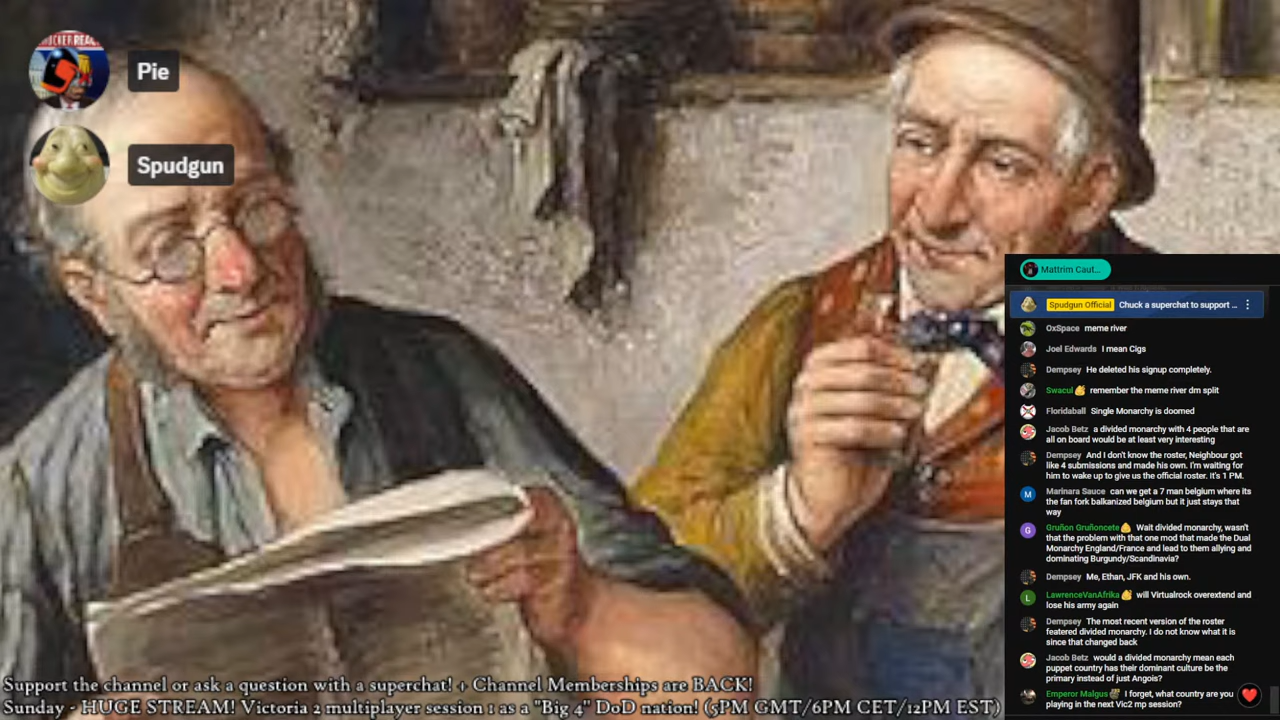 CKER REA
Pie
Spudgun
Mattrim Caut...
Spudgun Official Chuck a superchat to support ...
OxSpace meme river
Joel Edwards I mean Cigs
Dempsey He deleted his signup completely.
Swacul remember the meme river dm split
Floridaball Single Monarchy is doomed
Jacob Betz a divided monarchy with 4 people that are
all on board would be at least very interesting
Dempsey And I don't know the roster, Neighbour got
like 4 submissions and made his own. I'm waiting for
him to wake up to give us the official roster. it's 1 PM.
M
Marinara Sauce can we get a 7 man belgium where its
the fan fork balkanized belgium but it just stays that
way
G
Gruñon Gruñoncete Wait divided monarchy, wasn't
that the problem with that one mod that made the Dual
Monarchy England/France and lead to them allying and
dominating Burgundy/Scandinavia?
Dempsey Me, Ethan, JFK and his own.
L
LawrenceVanAfrika will Virtualrock overextend and
lose his army again
Dempsey The most recent version of the roster
featered divided monarchy. I do not know what it is
since that changed back
Jacob Betz would a divided monarchy mean each
puppet country has their dominant culture be the
primary instead of just Angois?
Emperor Malgus I forget, what country are you
playing in the next Vic2 mp session?
Support the channel or ask a question with a superchat! + Channel Memberships are BACK!
Sunday - HUGE STREAM! Victoria 2 multiplayer session 1 as a "Big 4" DoD nation! (5PM GMT/6PM CET/12PM EST)